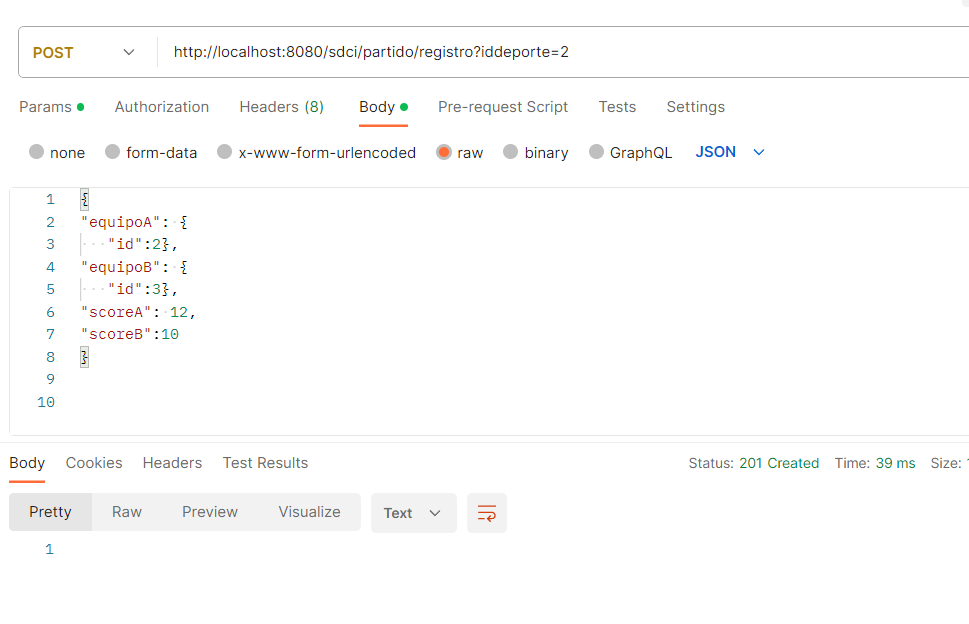 POST http://localhost:8080/sdci/partido/registro?iddeporte=2
Params Authorization Headers (8) Body Pre-request Script Tests Settings
none form-data x-www-form-urlencoded raw binary GraphQL JSON
1 {
2 "equipoA": {
3 "id":2},
4 "equipoB": {
5 "id":3},
6 "scoreA": 12,
7 "scoreB":10
8 }
9
10
Body Cookies Headers Test Results Status: 201 Created Time: 39 ms Size:
Pretty Raw Preview Visualize Text
1